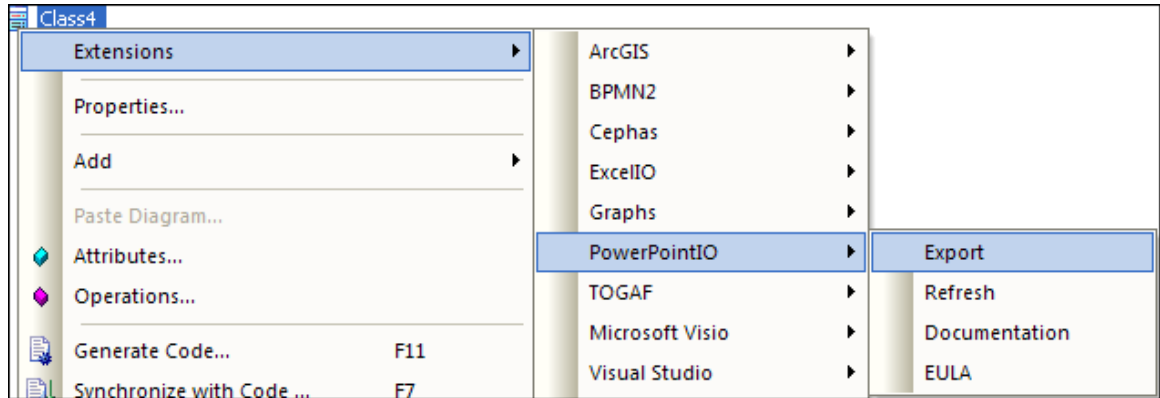 Class4
Extensions
Properties...
Add
Paste Diagram...
Attributes...
Operations...
Generate Code... F11
Synchronize with Code ... F7
ArcGIS
BPMN2
Cephas
ExcelIO
Graphs
PowerPointIO
TOGAF
Microsoft Visio
Visual Studio
Export
Refresh
Documentation
EULA